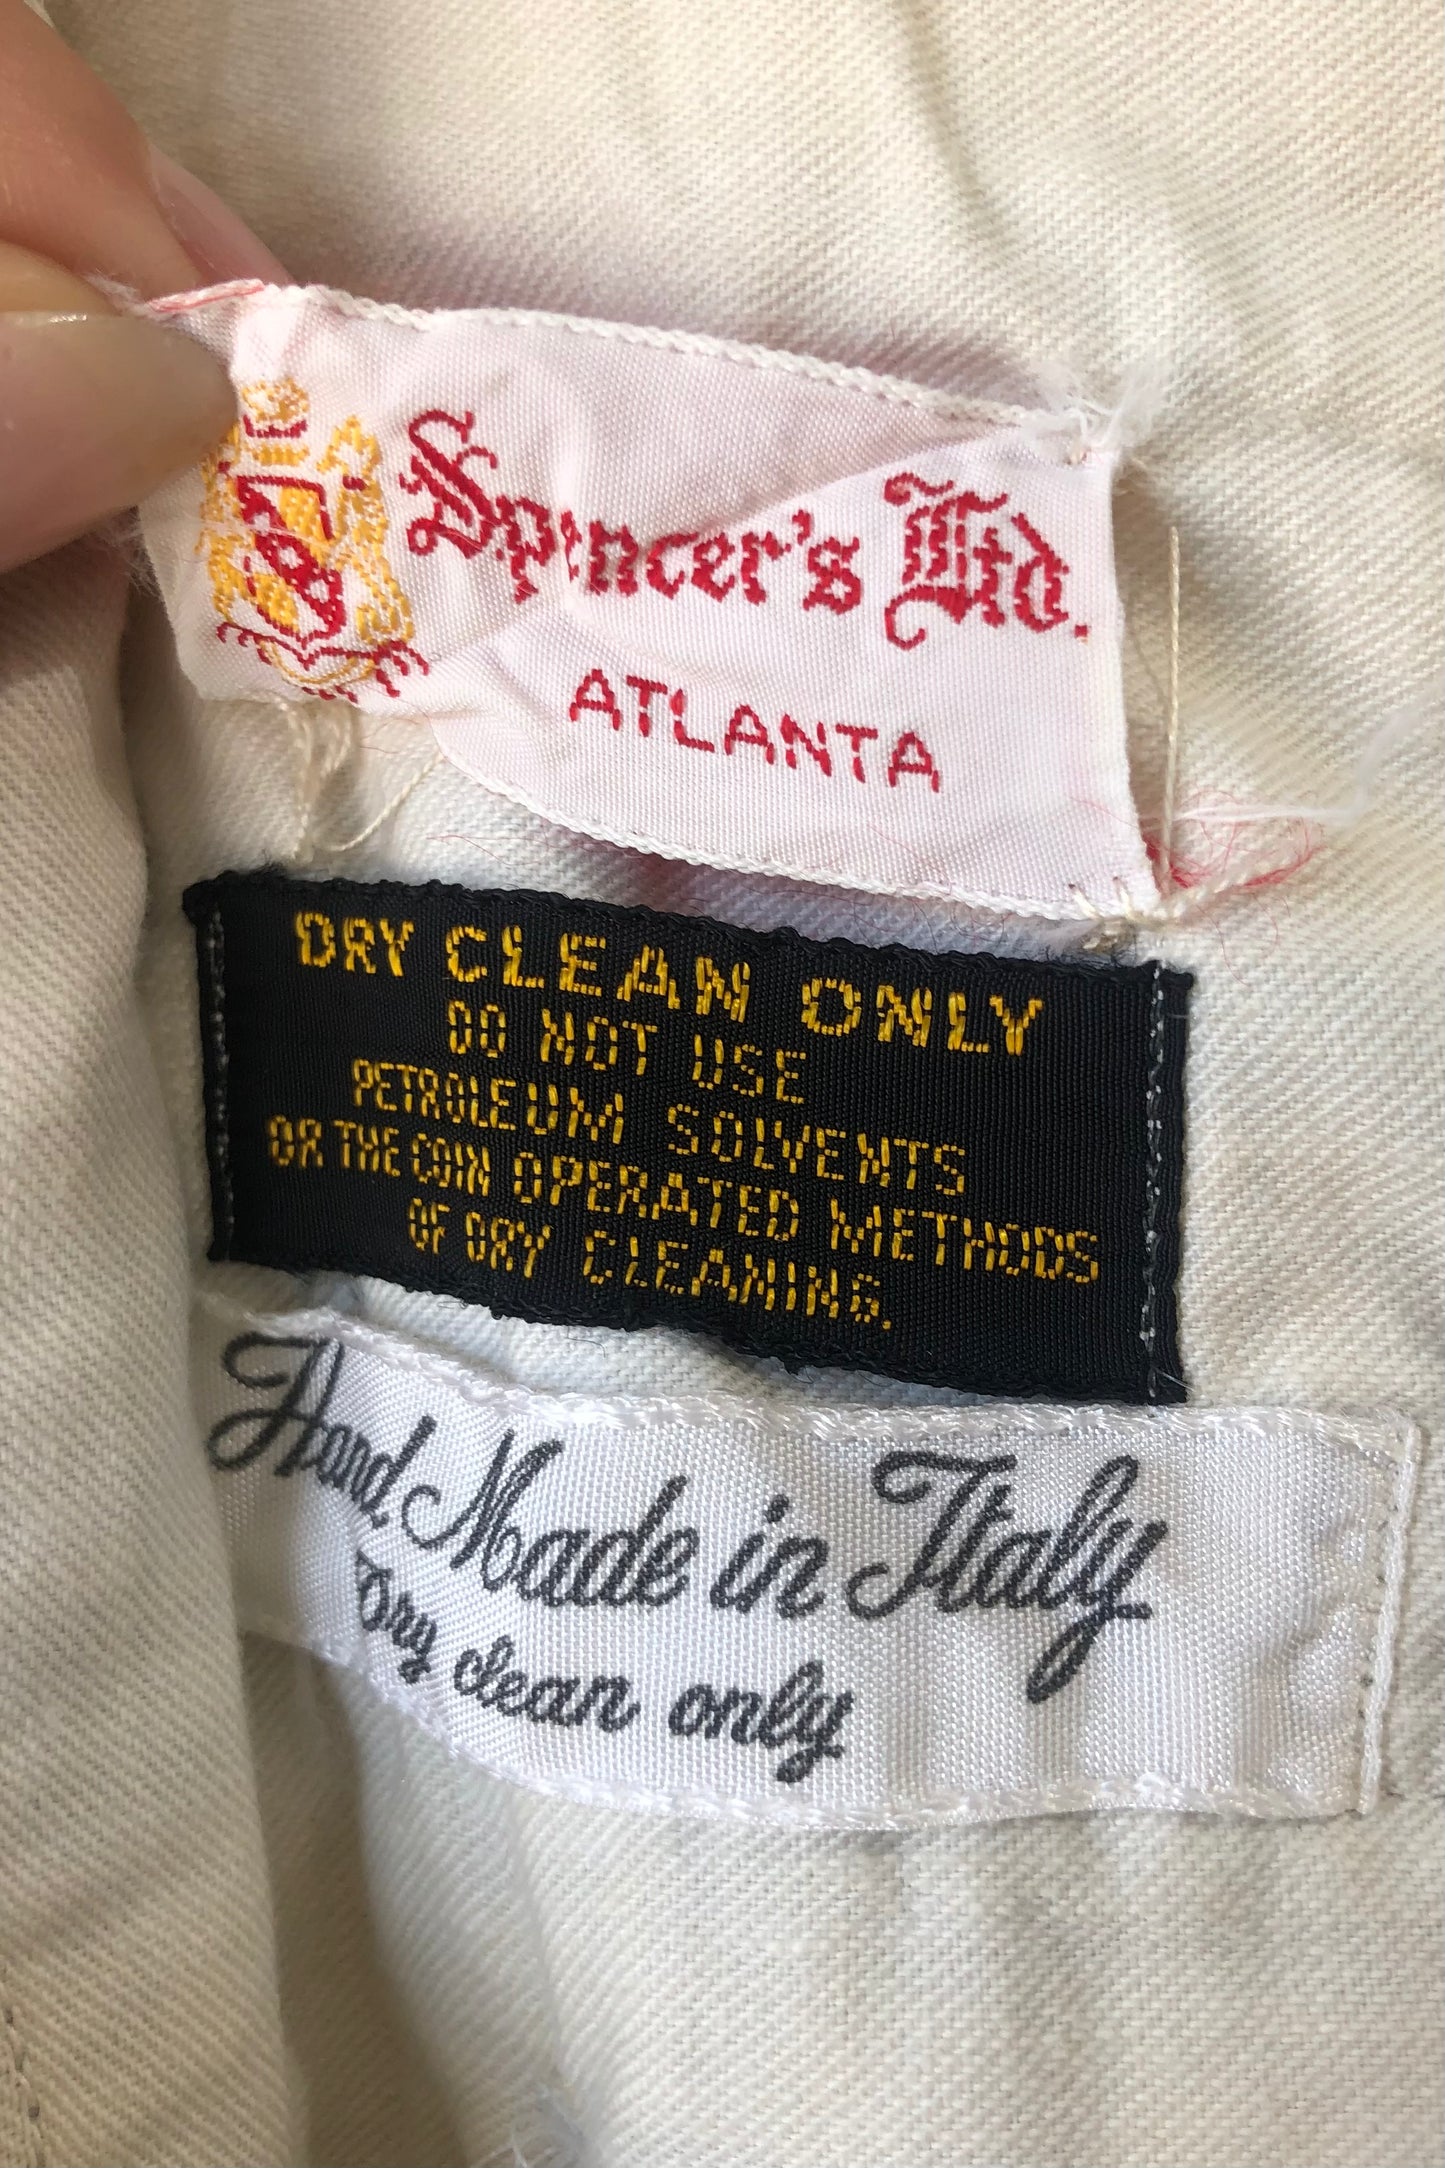 Spencer's Ltd.
ATLANTA
DRY CLEAN ONLY
DO NOT USE
PETROLEUM SOLVENTS
OR THE COIN OPERATED METHODS
OF DRY CLEANING.
Hand Made in Italy
Dry clean only